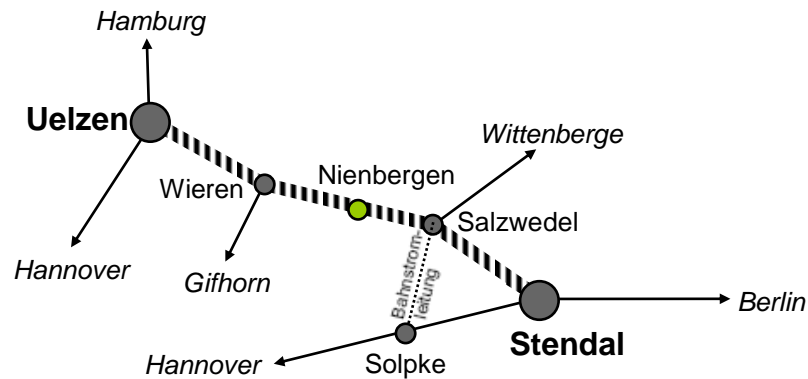 Hamburg
Uelzen
Wittenberge
Nienbergen
Wieren
Salzwedel
Hannover
Gifhorn
Bahnstrom-
leitung
Berlin
Stendal
Hannover
Solpke